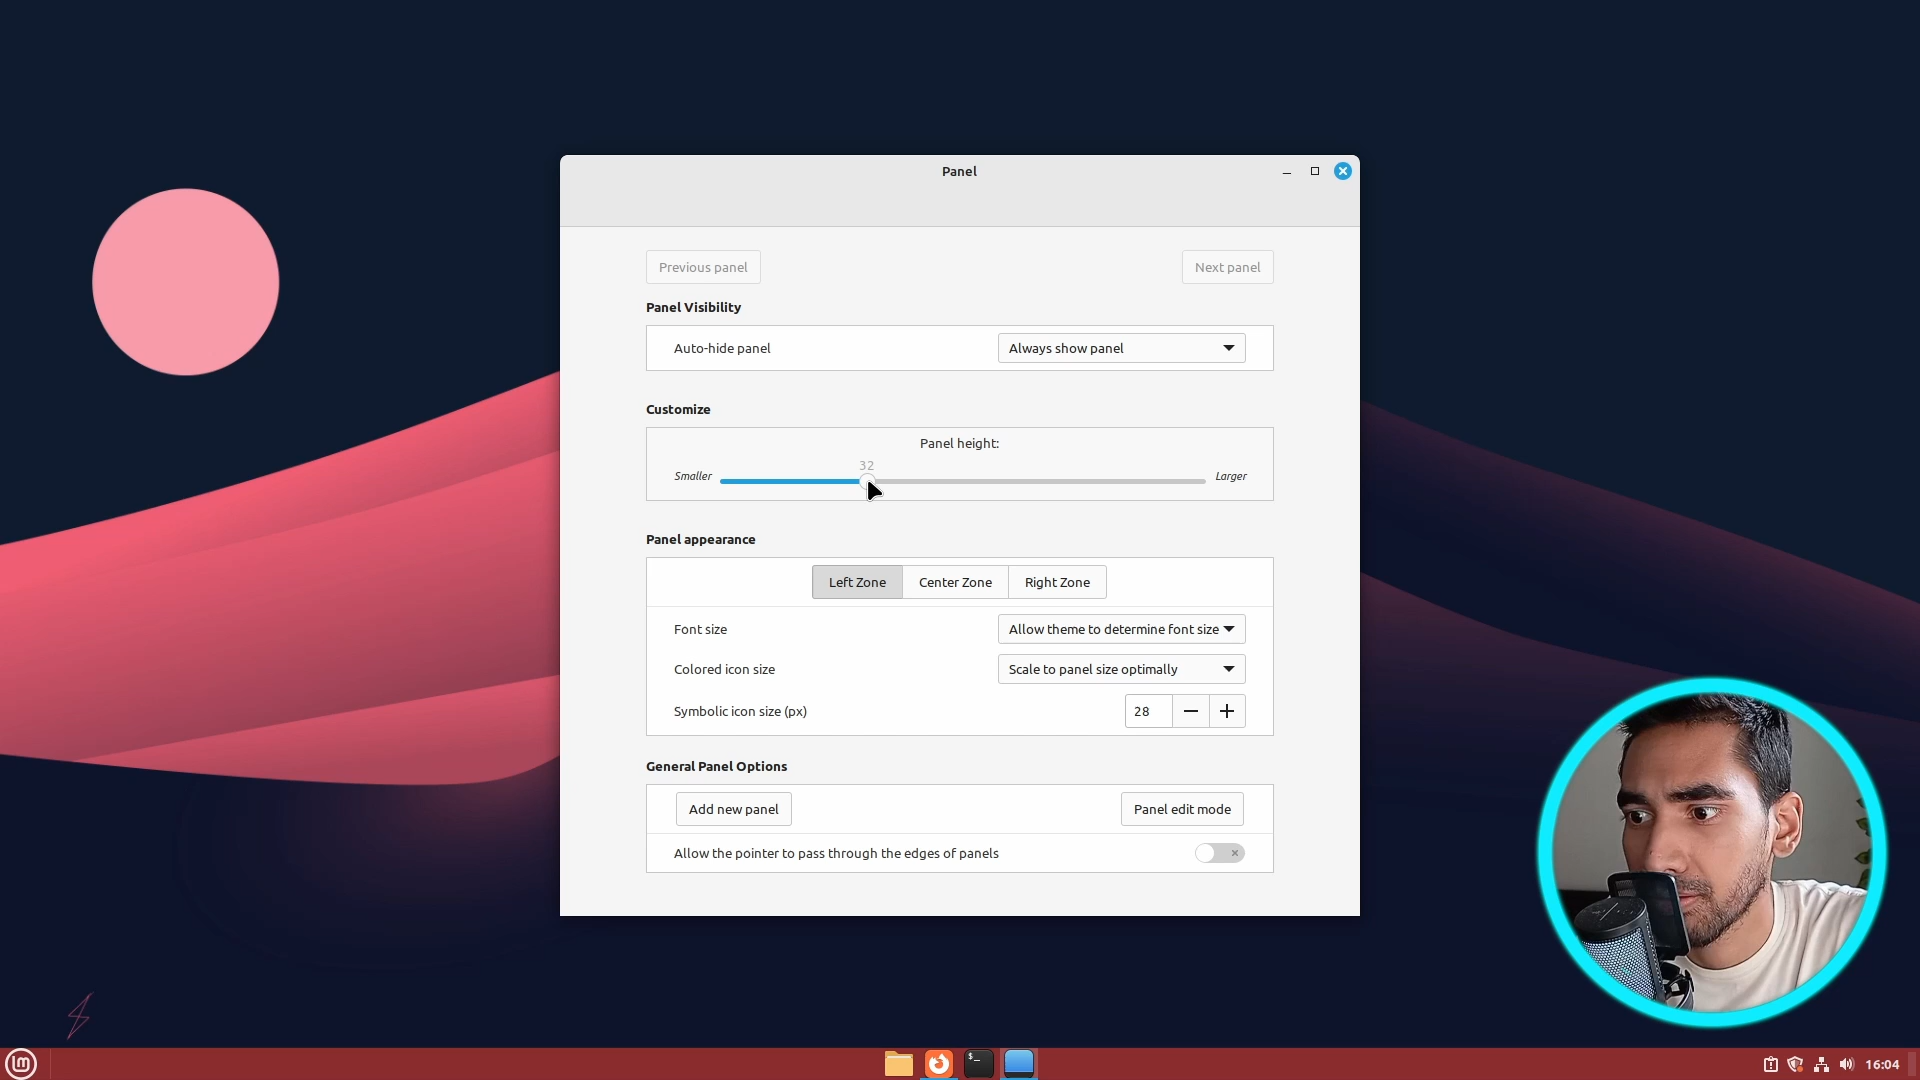 Panel
Previous panel
Next panel
Panel Visibility
Auto-hide panel
Always show panel
Customize
Panel height:
32
Smaller
Larger
Panel appearance
Left Zone
Center Zone
Right Zone
Font size
Allow theme to determine font size
Colored icon size
Scale to panel size optimally
Symbolic icon size (px)
28
General Panel Options
Add new panel
Panel edit mode
Allow the pointer to pass through the edges of panels
$_
16:04